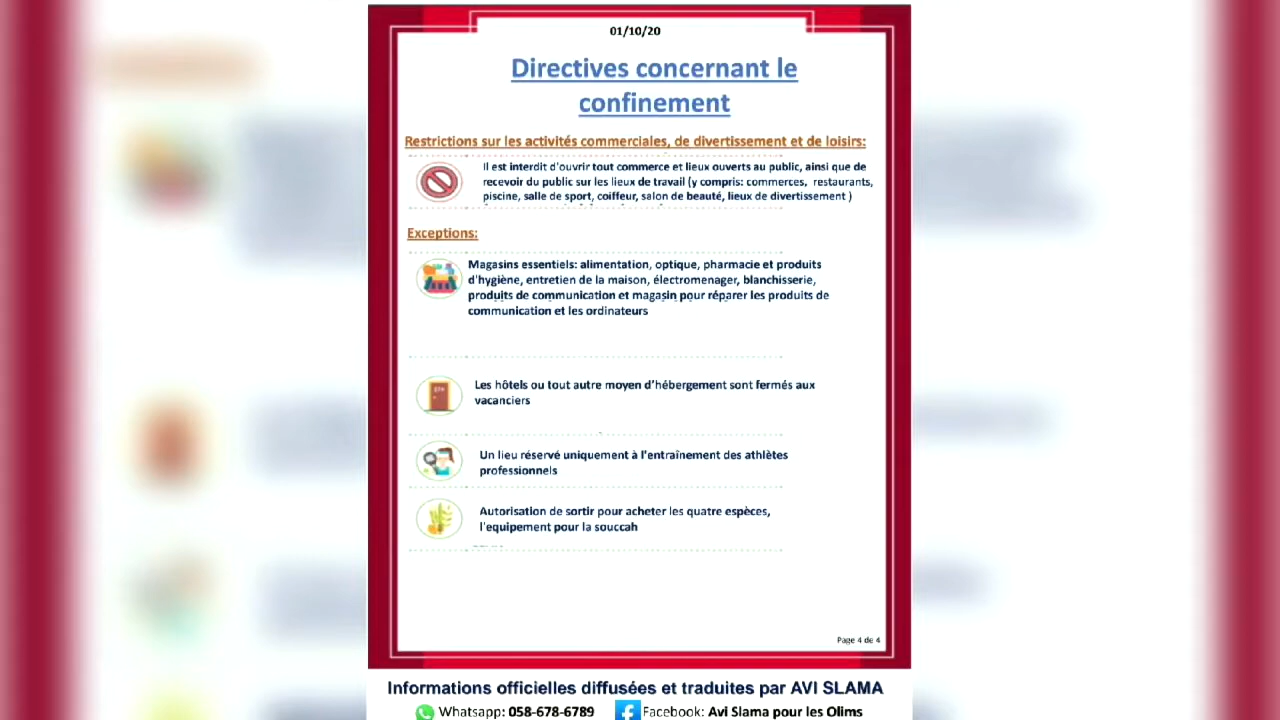 01/10/20
Directives concernant le
confinement
Restrictions sur les activités commerciales, de divertissement et de loisirs:
Il est interdit d'ouvrir tout commerce et lieux ouverts au public, ainsi que de
recevoir du public sur les lieux de travail (y compris: commerces, restaurants,
piscine, salle de sport, coiffeur, salon de beauté, lieux de divertissement )
Exceptions:
Magasins essentiels: alimentation, optique, pharmacie et produits
d'hygiène, entretien de la maison, électromenager, blanchisserie,
produits de communication et magasin pour réparer les produits de
communication et les ordinateurs
Les hôtels ou tout autre moyen d'hébergement sont fermés aux
vacanciers
Un lieu réservé uniquement à l'entraînement des athlètes
professionnels
Autorisation de sortir pour acheter les quatre espèces,
l'equipement pour la souccah
Page 4 de 4
Informations officielles diffusées et traduites par AVI SLAMA
Whatsapp: 058-678-6789 Facebook: Avi Slama pour les Olims